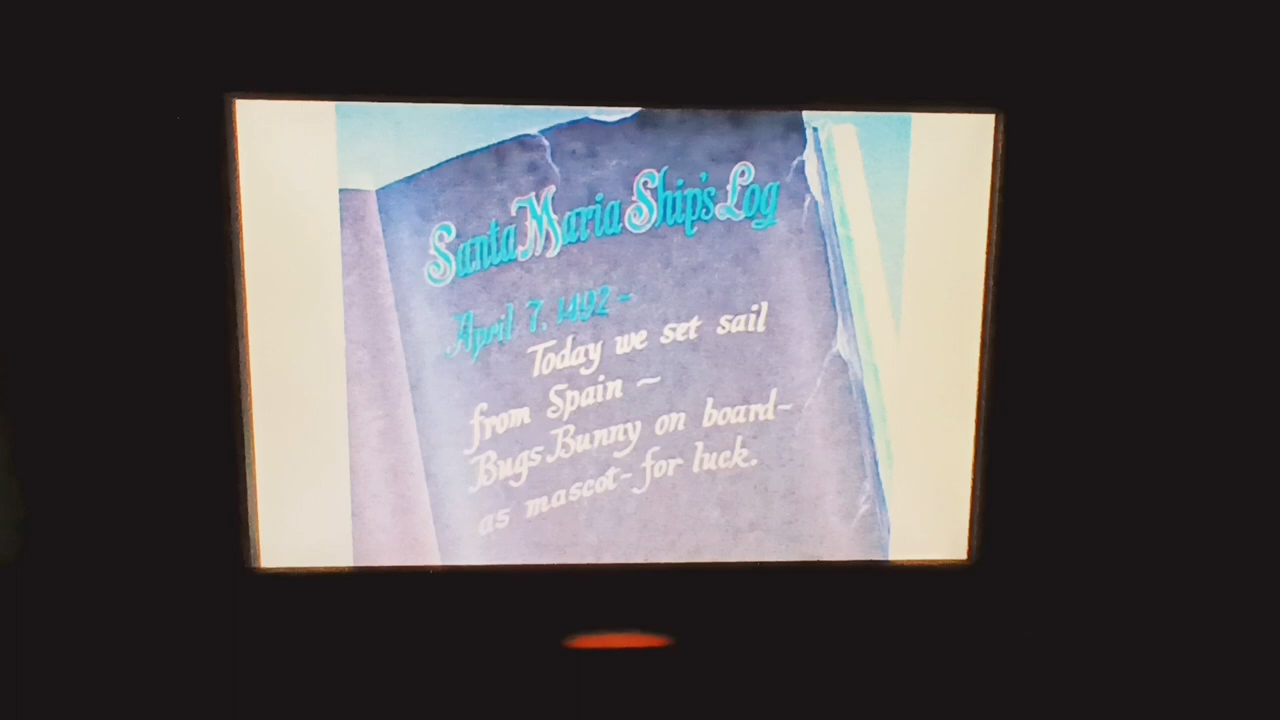 Santa Maria Ship's Log
April 7, 1492 ~
Today we set sail
from Spain ~
Bugs Bunny on board-
as mascot- for luck.